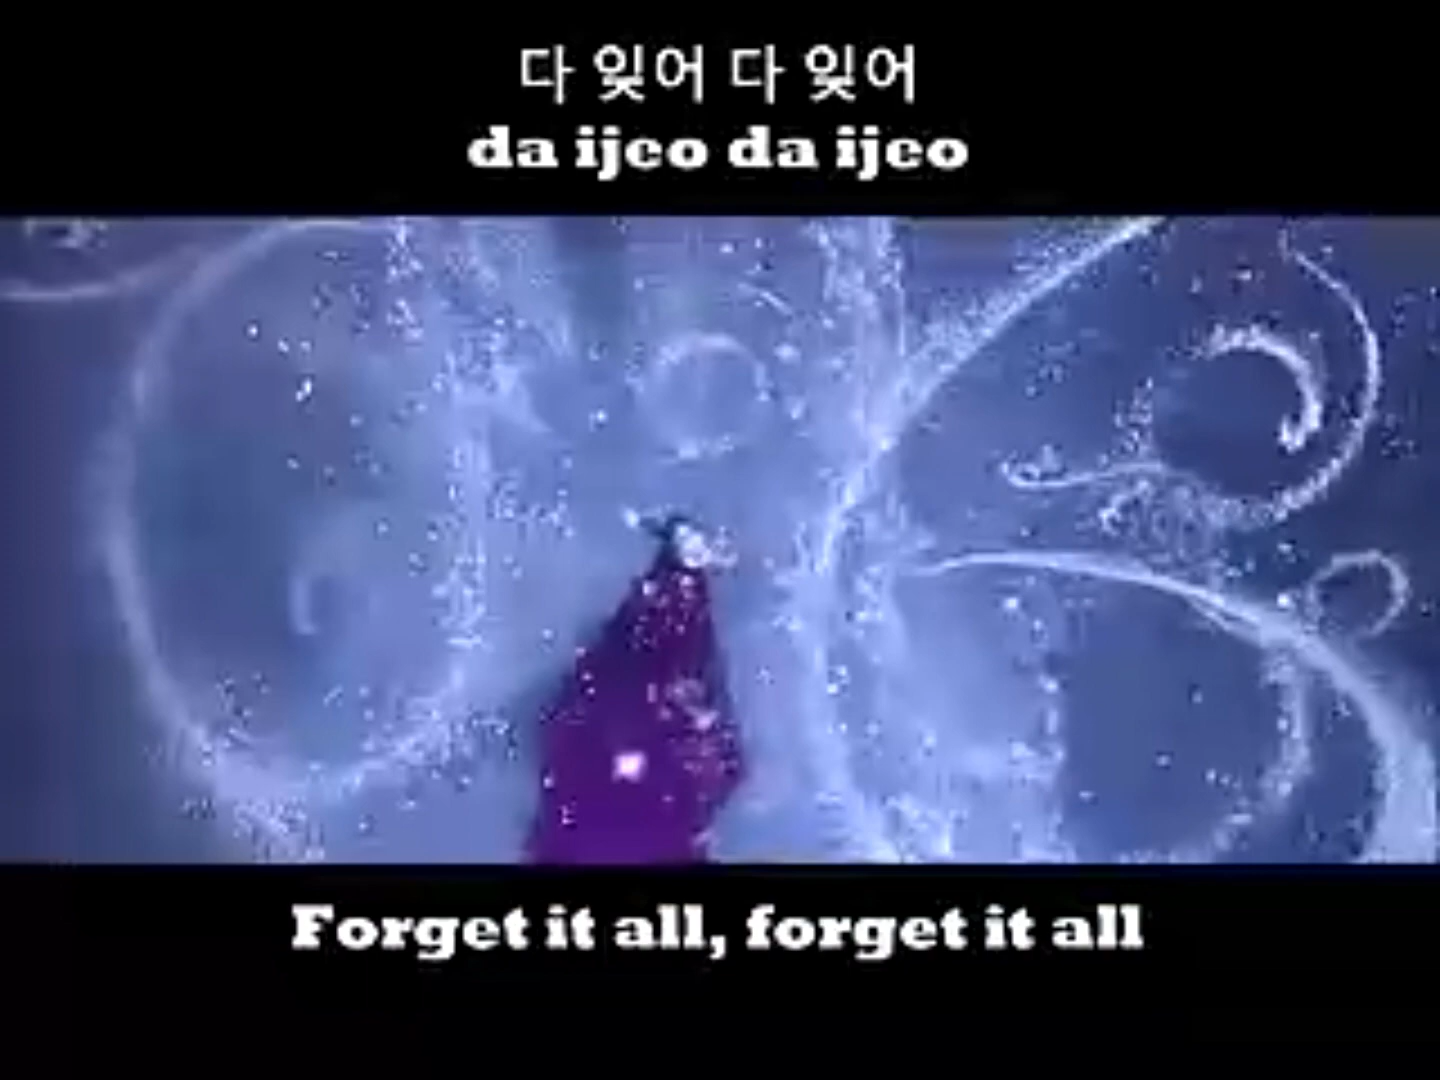 다 잊어 다 잊어
da ijeo da ijeo
Forget it all, forget it all